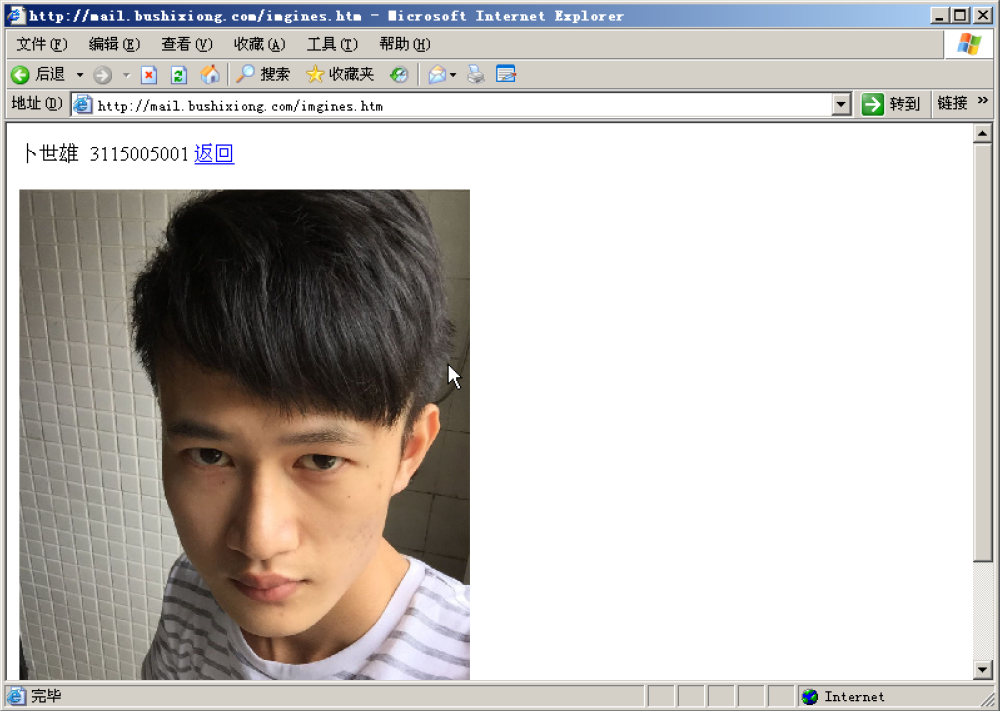 http://mail.bushixiong.com/imgines.htm - Microsoft Internet Explorer
文件(F) 编辑(E) 查看(V) 收藏(A) 工具(T) 帮助(H)
后退 搜索 收藏夹
地址(D) http://mail.bushixiong.com/imgines.htm 转到 链接 »
卜世雄 3115005001 返回
完毕 Internet